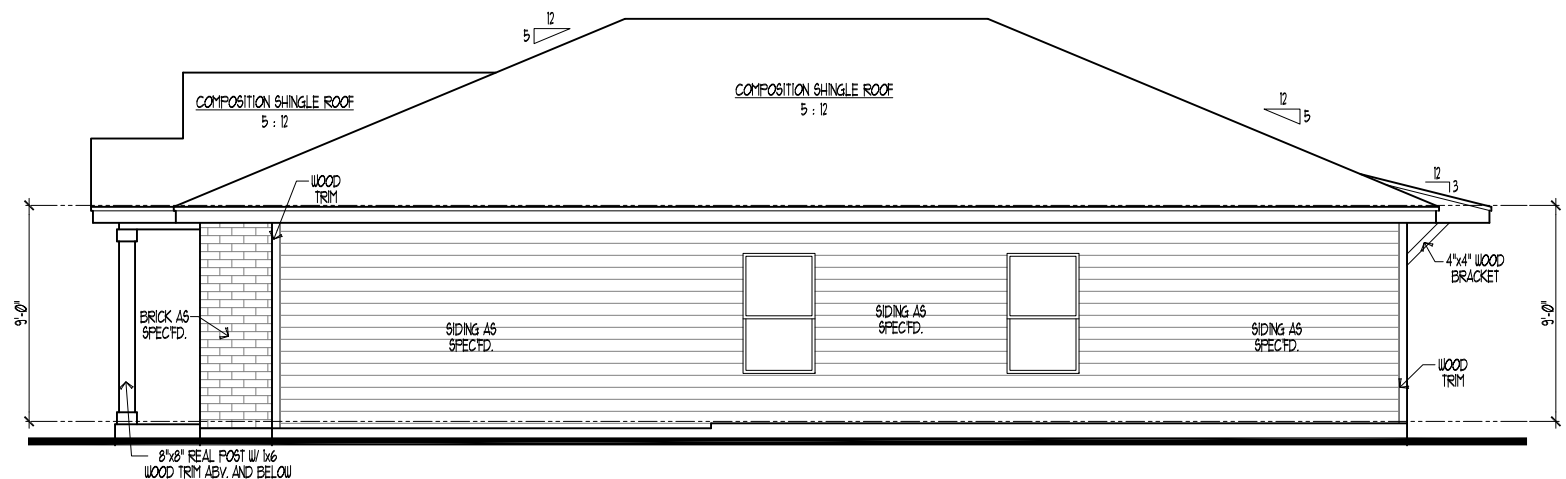 12
5
COMPOSITION SHINGLE ROOF
5 : 12
COMPOSITION SHINGLE ROOF
5 : 12
12
5
12
3
WOOD
TRIM
4"x4" WOOD
BRACKET
9'-0"
BRICK AS
SPEC'FD.
SIDING AS
SPEC'FD.
SIDING AS
SPEC'FD.
SIDING AS
SPEC'FD.
9'-0"
WOOD
TRIM
8"x8" REAL POST W/ 1x6
WOOD TRIM ABV. AND BELOW